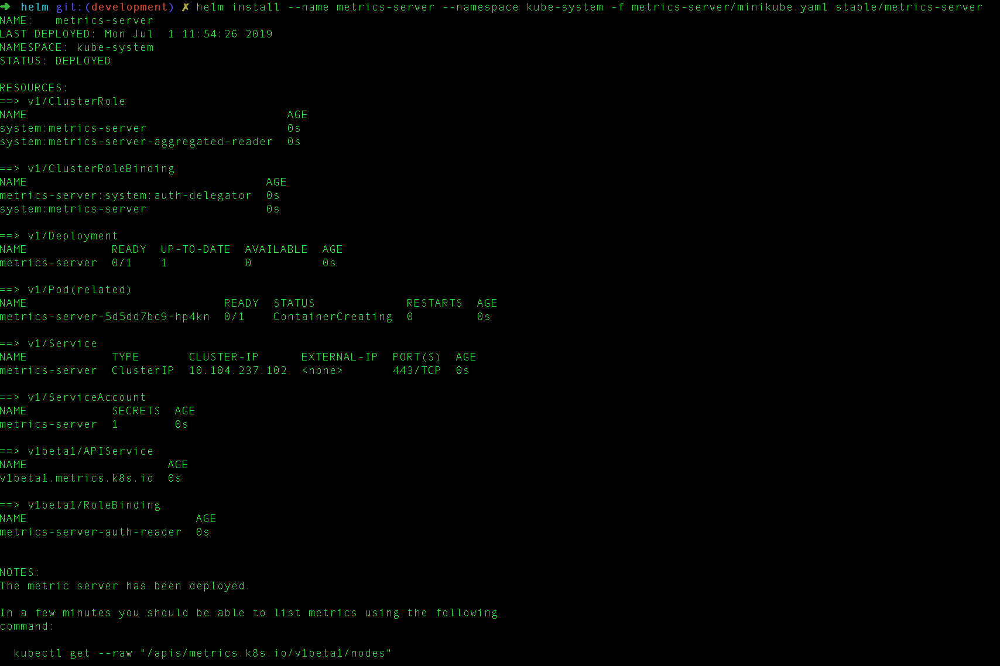 ➜  helm git:(development) ✗ helm install --name metrics-server --namespace kube-system -f metrics-server/minikube.yaml stable/metrics-server
NAME:   metrics-server
LAST DEPLOYED: Mon Jul  1 11:54:26 2019
NAMESPACE: kube-system
STATUS: DEPLOYED

RESOURCES:
==> v1/ClusterRole
NAME                                     AGE
system:metrics-server                    0s
system:metrics-server-aggregated-reader  0s

==> v1/ClusterRoleBinding
NAME                                  AGE
metrics-server:system:auth-delegator  0s
system:metrics-server                 0s

==> v1/Deployment
NAME            READY  UP-TO-DATE  AVAILABLE  AGE
metrics-server  0/1    1           0          0s

==> v1/Pod(related)
NAME                            READY  STATUS             RESTARTS  AGE
metrics-server-5d5dd7bc9-hp4kn  0/1    ContainerCreating  0         0s

==> v1/Service
NAME            TYPE       CLUSTER-IP      EXTERNAL-IP  PORT(S)  AGE
metrics-server  ClusterIP  10.104.237.102  <none>       443/TCP  0s

==> v1/ServiceAccount
NAME            SECRETS  AGE
metrics-server  1        0s

==> v1beta1/APIService
NAME                    AGE
v1beta1.metrics.k8s.io  0s

==> v1beta1/RoleBinding
NAME                        AGE
metrics-server-auth-reader  0s


NOTES:
The metric server has been deployed.

In a few minutes you should be able to list metrics using the following
command:

  kubectl get --raw "/apis/metrics.k8s.io/v1beta1/nodes"